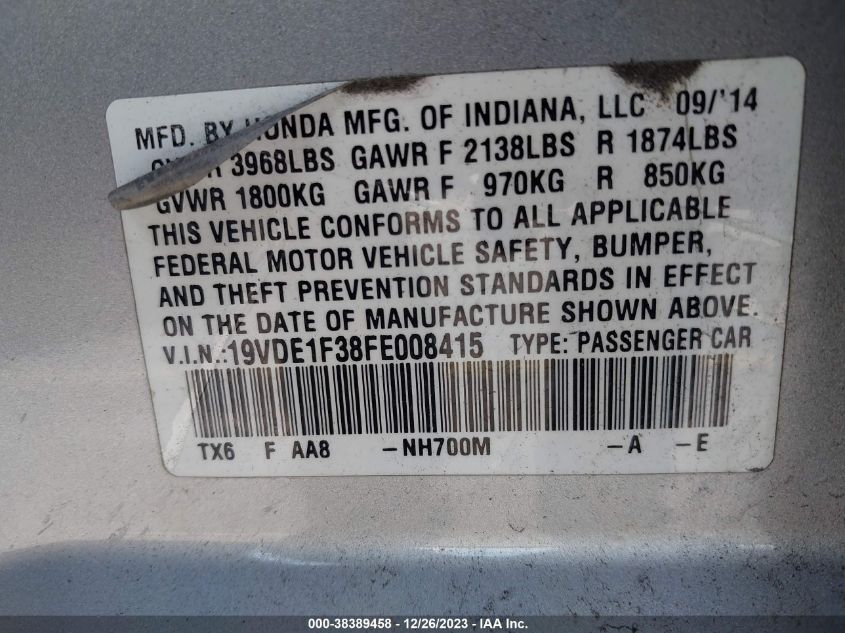 MFD. BY HONDA MFG. OF INDIANA, LLC 09/'14
GVWR 3968LBS GAWR F 2138LBS R 1874LBS
GVWR 1800KG GAWR F 970KG R 850KG
THIS VEHICLE CONFORMS TO ALL APPLICABLE
FEDERAL MOTOR VEHICLE SAFETY, BUMPER,
AND THEFT PREVENTION STANDARDS IN EFFECT
ON THE DATE OF MANUFACTURE SHOWN ABOVE.
V.I.N.:19VDE1F38FE008415 TYPE: PASSENGER CAR
TX6 F AA8 -NH700M -A -E
000-38389458 - 12/26/2023 - IAA Inc.